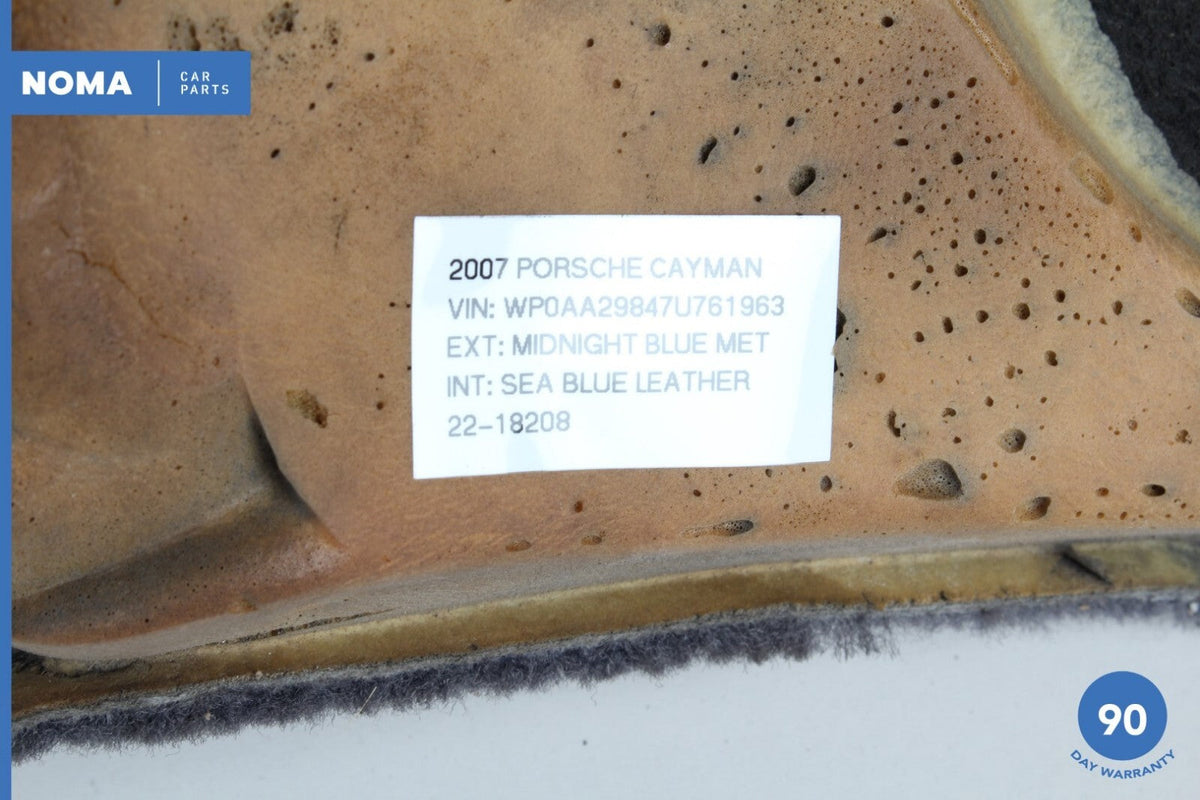 NOMA
CAR
PARTS
2007 PORSCHE CAYMAN
VIN: WP0AA29847U761963
EXT: MIDNIGHT BLUE MET
INT: SEA BLUE LEATHER
22-18208
90
DAY WARRANTY